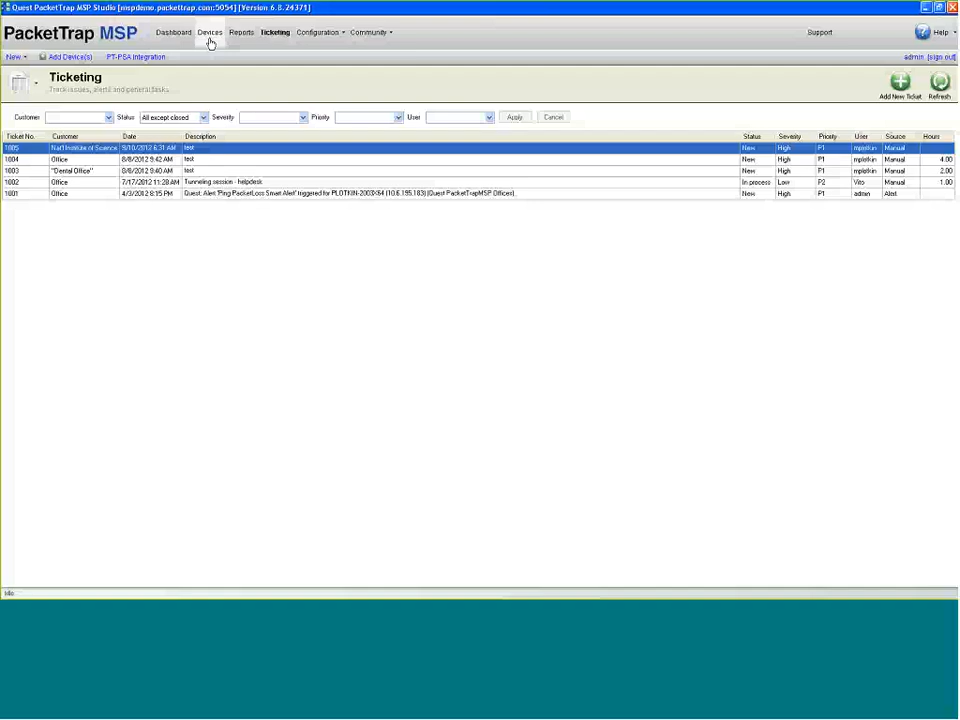 Quest PacketTrap MSP Studio [mspdemo.packettrap.com:5054] [Version 6.8.24371]
PacketTrap MSP Dashboard Devices Reports Ticketing Configuration Community Support Help
New Add Device(s) PT-PSA Integration admin [sign out]
Ticketing
Track issues, alerts and general tasks
Add New Ticket Refresh
Customer Status All except closed Severity Priority User Apply Cancel
Ticket No. Customer Date Description Status Severity Priority User Source Hours
1005 Nat'l Institute of Science 9/10/2012 6:31 AM test New High P1 mplotkin Manual
1004 Office 8/8/2012 9:42 AM test New High P1 mplotkin Manual 4.00
1003 "Dental Office" 8/8/2012 9:40 AM test New High P1 mplotkin Manual 2.00
1002 Office 7/17/2012 11:28 AM Tunneling session - helpdesk In process Low P2 Vito Manual 1.00
1001 Office 4/3/2012 8:15 PM Quest: Alert 'Ping PacketLoss Smart Alert' triggered for PLOTKIN-2003X64 (10.6.195.183) (Quest PacketTrapMSP Offices). New High P1 admin Alert
Idle